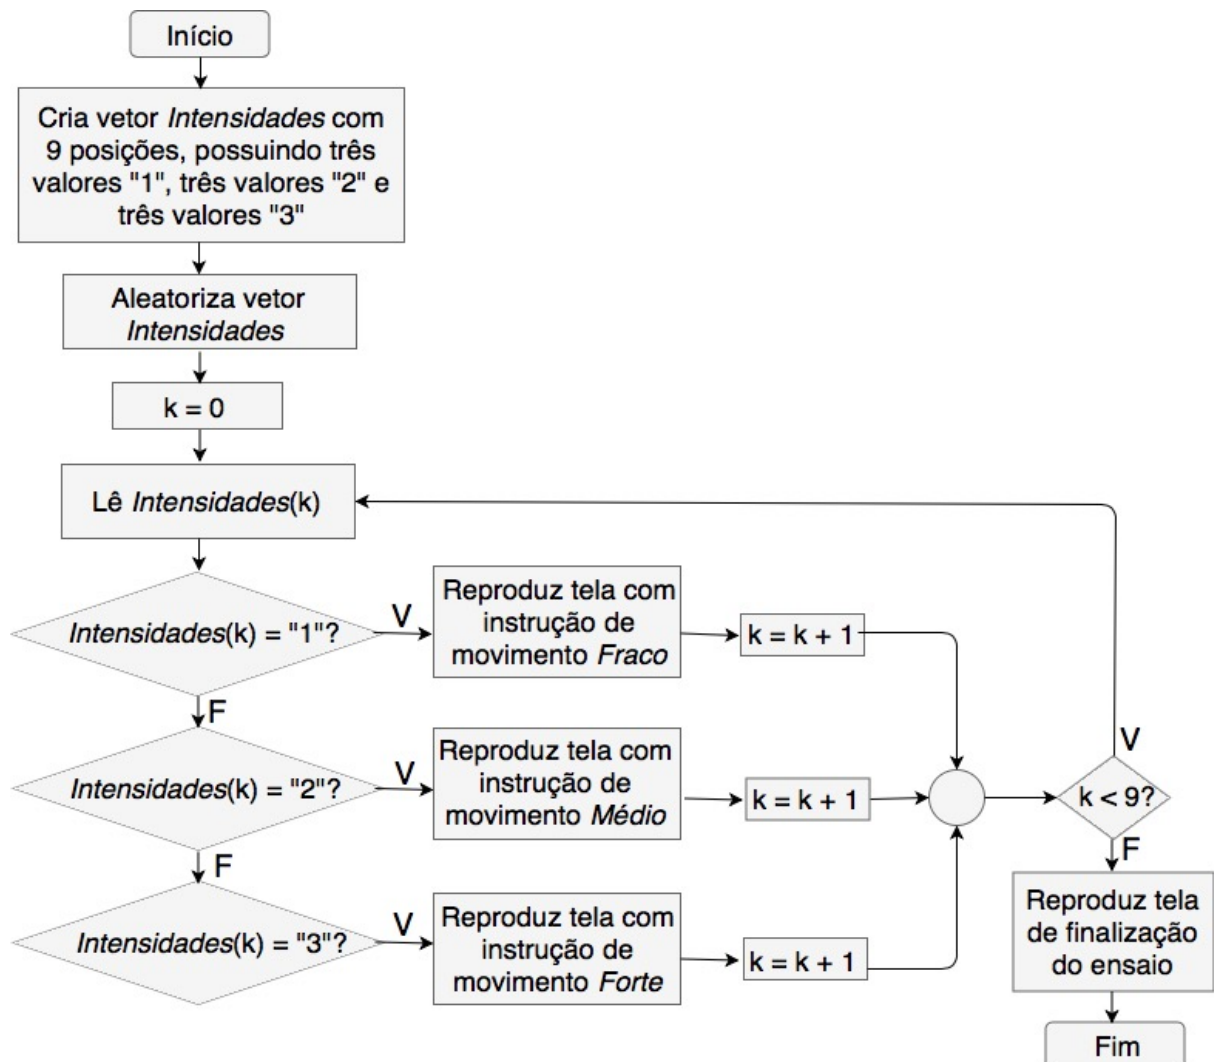 Início
Cria vetor Intensidades com
9 posições, possuindo três
valores "1", três valores "2" e
três valores "3"
Aleatoriza vetor
Intensidades
k = 0
Lê Intensidades(k)
Intensidades(k) = "1"?
V
Reproduz tela com
instrução de
movimento Fraco
k = k + 1
F
Intensidades(k) = "2"?
V
Reproduz tela com
instrução de
movimento Médio
k = k + 1
F
Intensidades(k) = "3"?
V
Reproduz tela com
instrução de
movimento Forte
k = k + 1
V
k < 9?
F
Reproduz tela
de finalização
do ensaio
Fim